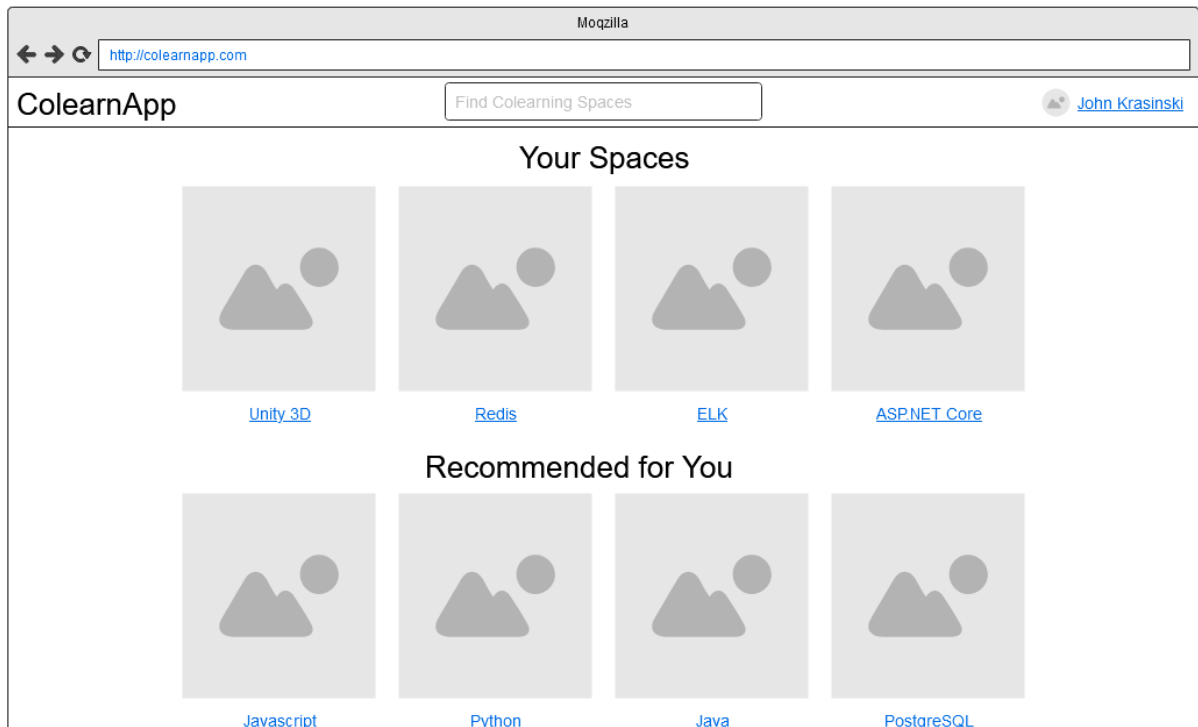 Moqzilla
http://colearnapp.com
ColearnApp
Find Colearning Spaces
John Krasinski
Your Spaces
Unity 3D
Redis
ELK
ASP.NET Core
Recommended for You
Javascript
Python
Java
PostgreSQL